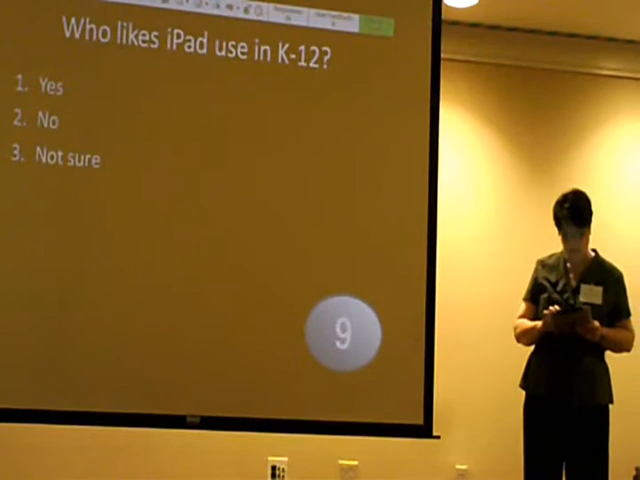 Who likes iPad use in K-12?
1. Yes
2. No
3. Not sure
9